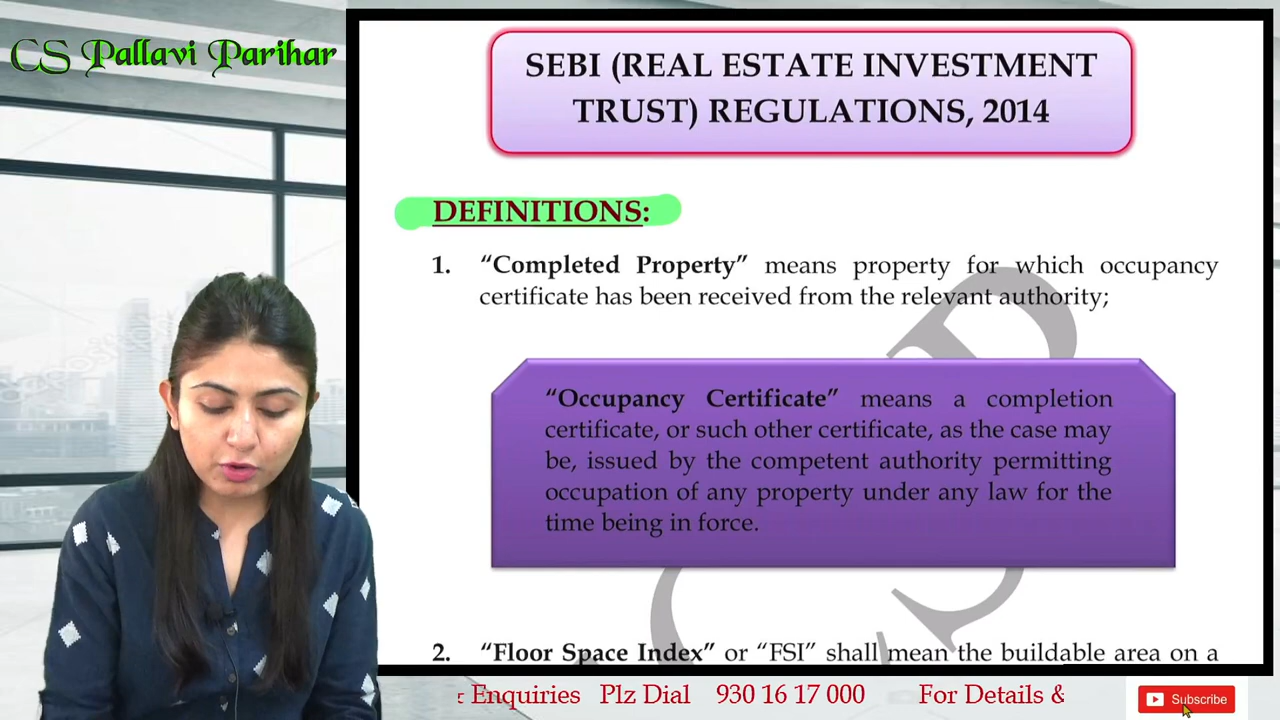 CS Pallavi Parihar
SEBI (REAL ESTATE INVESTMENT
TRUST) REGULATIONS, 2014
DEFINITIONS:
1. “Completed Property” means property for which occupancy
certificate has been received from the relevant authority;
“Occupancy Certificate” means a completion
certificate, or such other certificate, as the case may
be, issued by the competent authority permitting
occupation of any property under any law for the
time being in force.
2. “Floor Space Index” or “FSI” shall mean the buildable area on a
Enquiries Plz Dial 930 16 17 000 For Details &
Subscribe